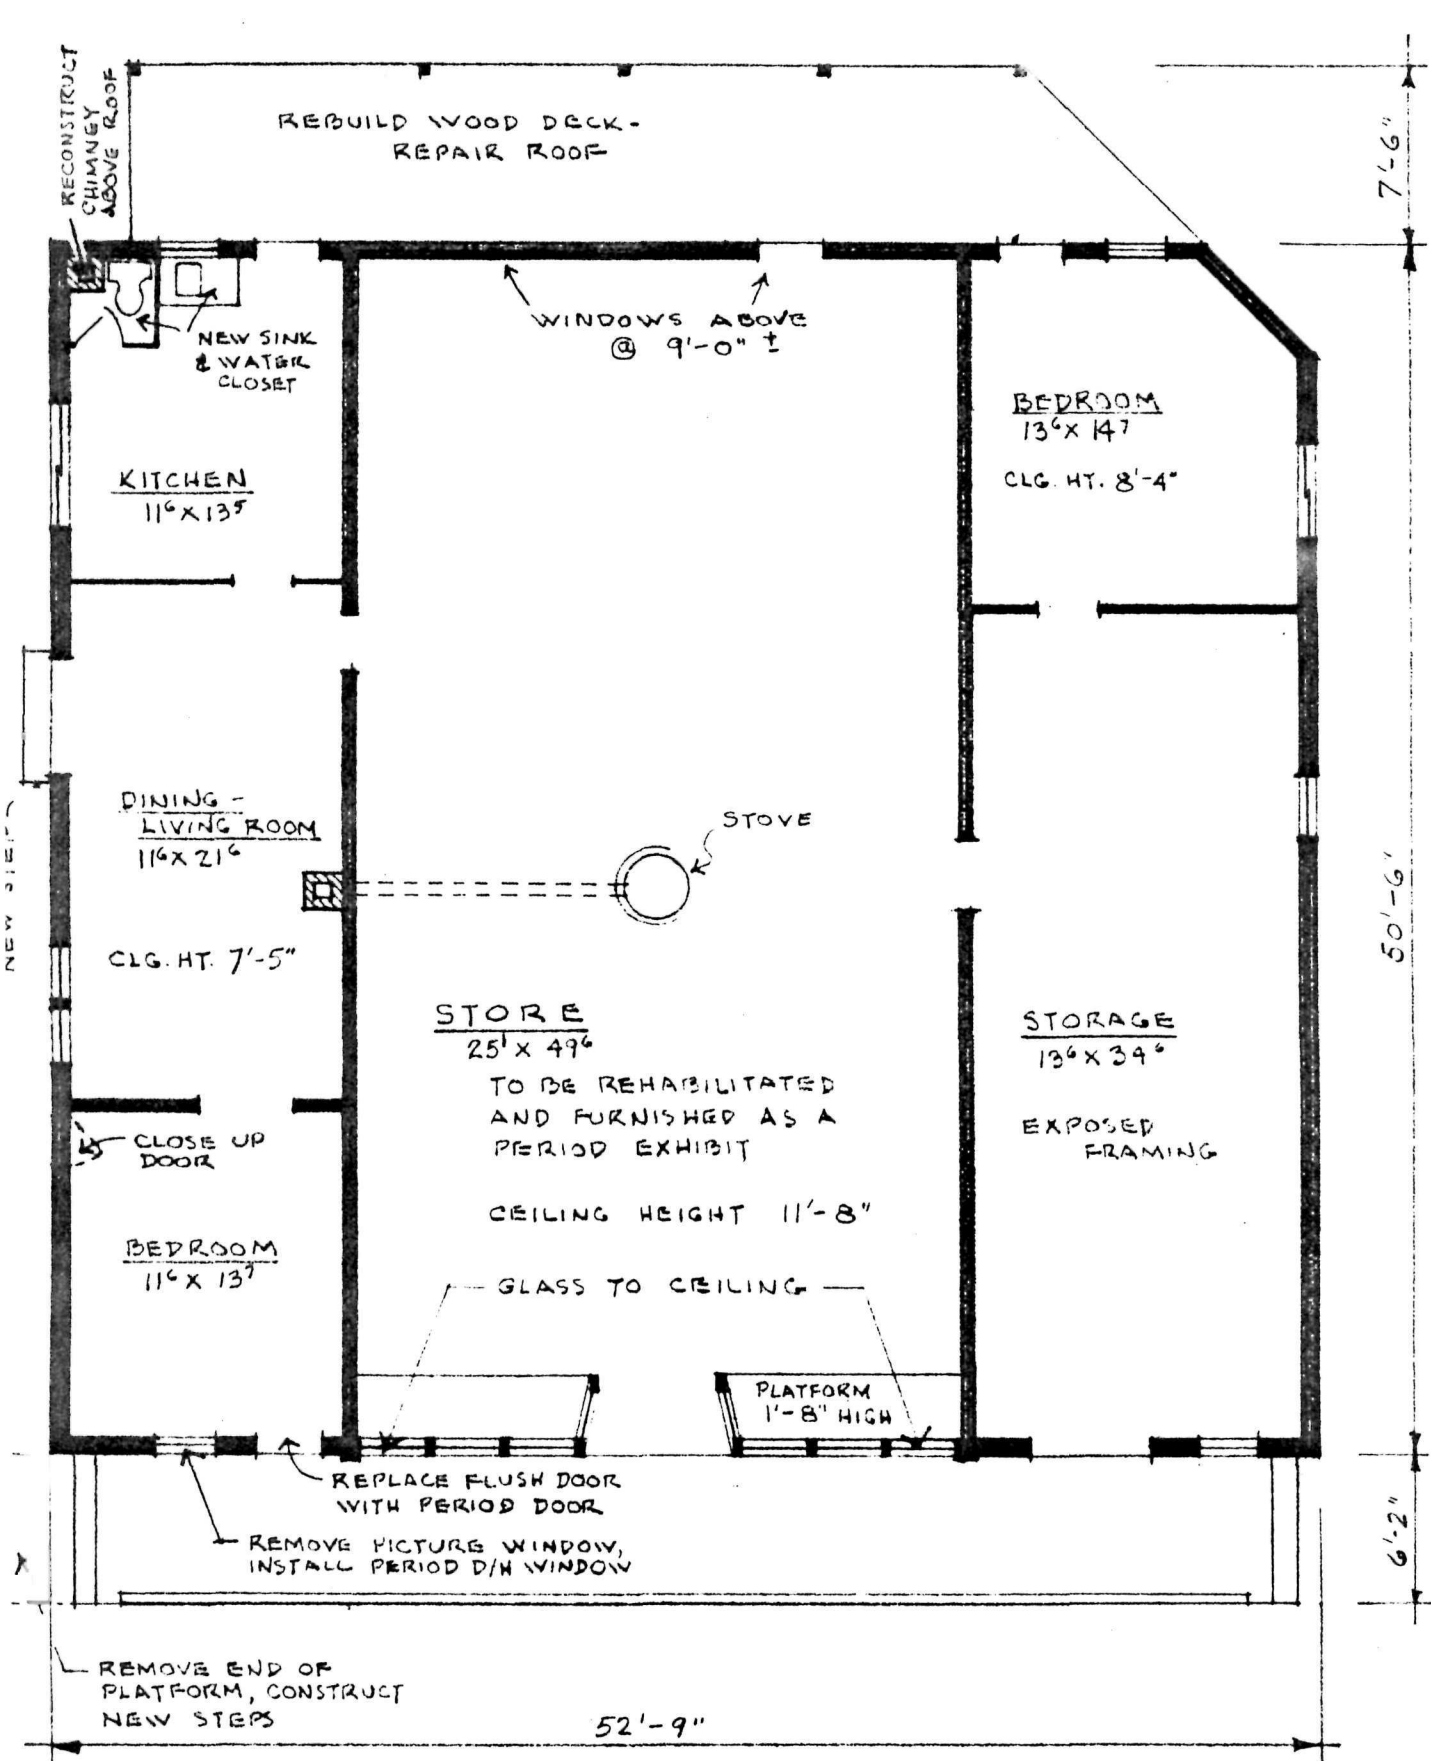 RECONSTRUCT
CHIMNEY
ABOVE ROOF
REBUILD WOOD DECK-
REPAIR ROOF
7'-6"
NEW SINK
& WATER
CLOSET
WINDOWS ABOVE
@ 9'-0" ±
BEDROOM
13⁶ X 14⁷
CLG. HT. 8'-4"
KITCHEN
11⁶ X 13⁵
NEW STEPS
DINING-
LIVING ROOM
11⁶ X 21⁶
CLG. HT. 7'-5"
STOVE
50'-6"
STORE
25¹ X 49⁶
TO BE REHABILITATED
AND FURNISHED AS A
PERIOD EXHIBIT
CEILING HEIGHT 11'-8"
STORAGE
13⁶ X 34⁶
EXPOSED
FRAMING
CLOSE UP
DOOR
BEDROOM
11⁶ X 13⁷
GLASS TO CEILING
PLATFORM
1'-8" HIGH
REPLACE FLUSH DOOR
WITH PERIOD DOOR
REMOVE PICTURE WINDOW,
INSTALL PERIOD D/H WINDOW
6'-2"
REMOVE END OF
PLATFORM, CONSTRUCT
NEW STEPS
52'-9"